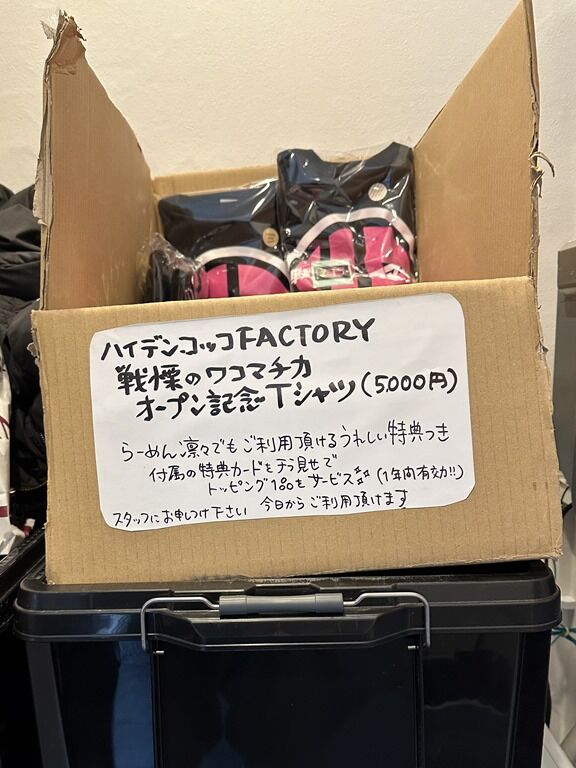 ハイデン.コッコFACTORY
戦慄のワコマチカ
オープン記念Tシャツ(5.000円)
らーめん凛々でもご利用頂けるうれしい特典つき
付属の特典カードをチラ見せで
トッピング1品をサービス(1年内有効!!)
スタッフにお申しつけ下さい 今日からご利用頂けます